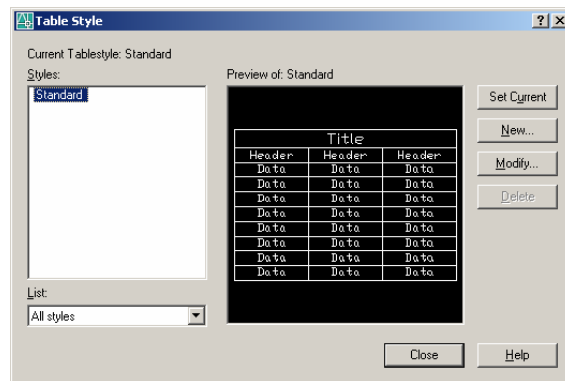 Table Style
Current Tablestyle: Standard
Styles:
Standard
List:
All styles
Preview of: Standard
Title
Header Header Header
Data Data Data
Data Data Data
Data Data Data
Data Data Data
Data Data Data
Data Data Data
Data Data Data
Data Data Data
Set Current
New...
Modify...
Delete
Close
Help